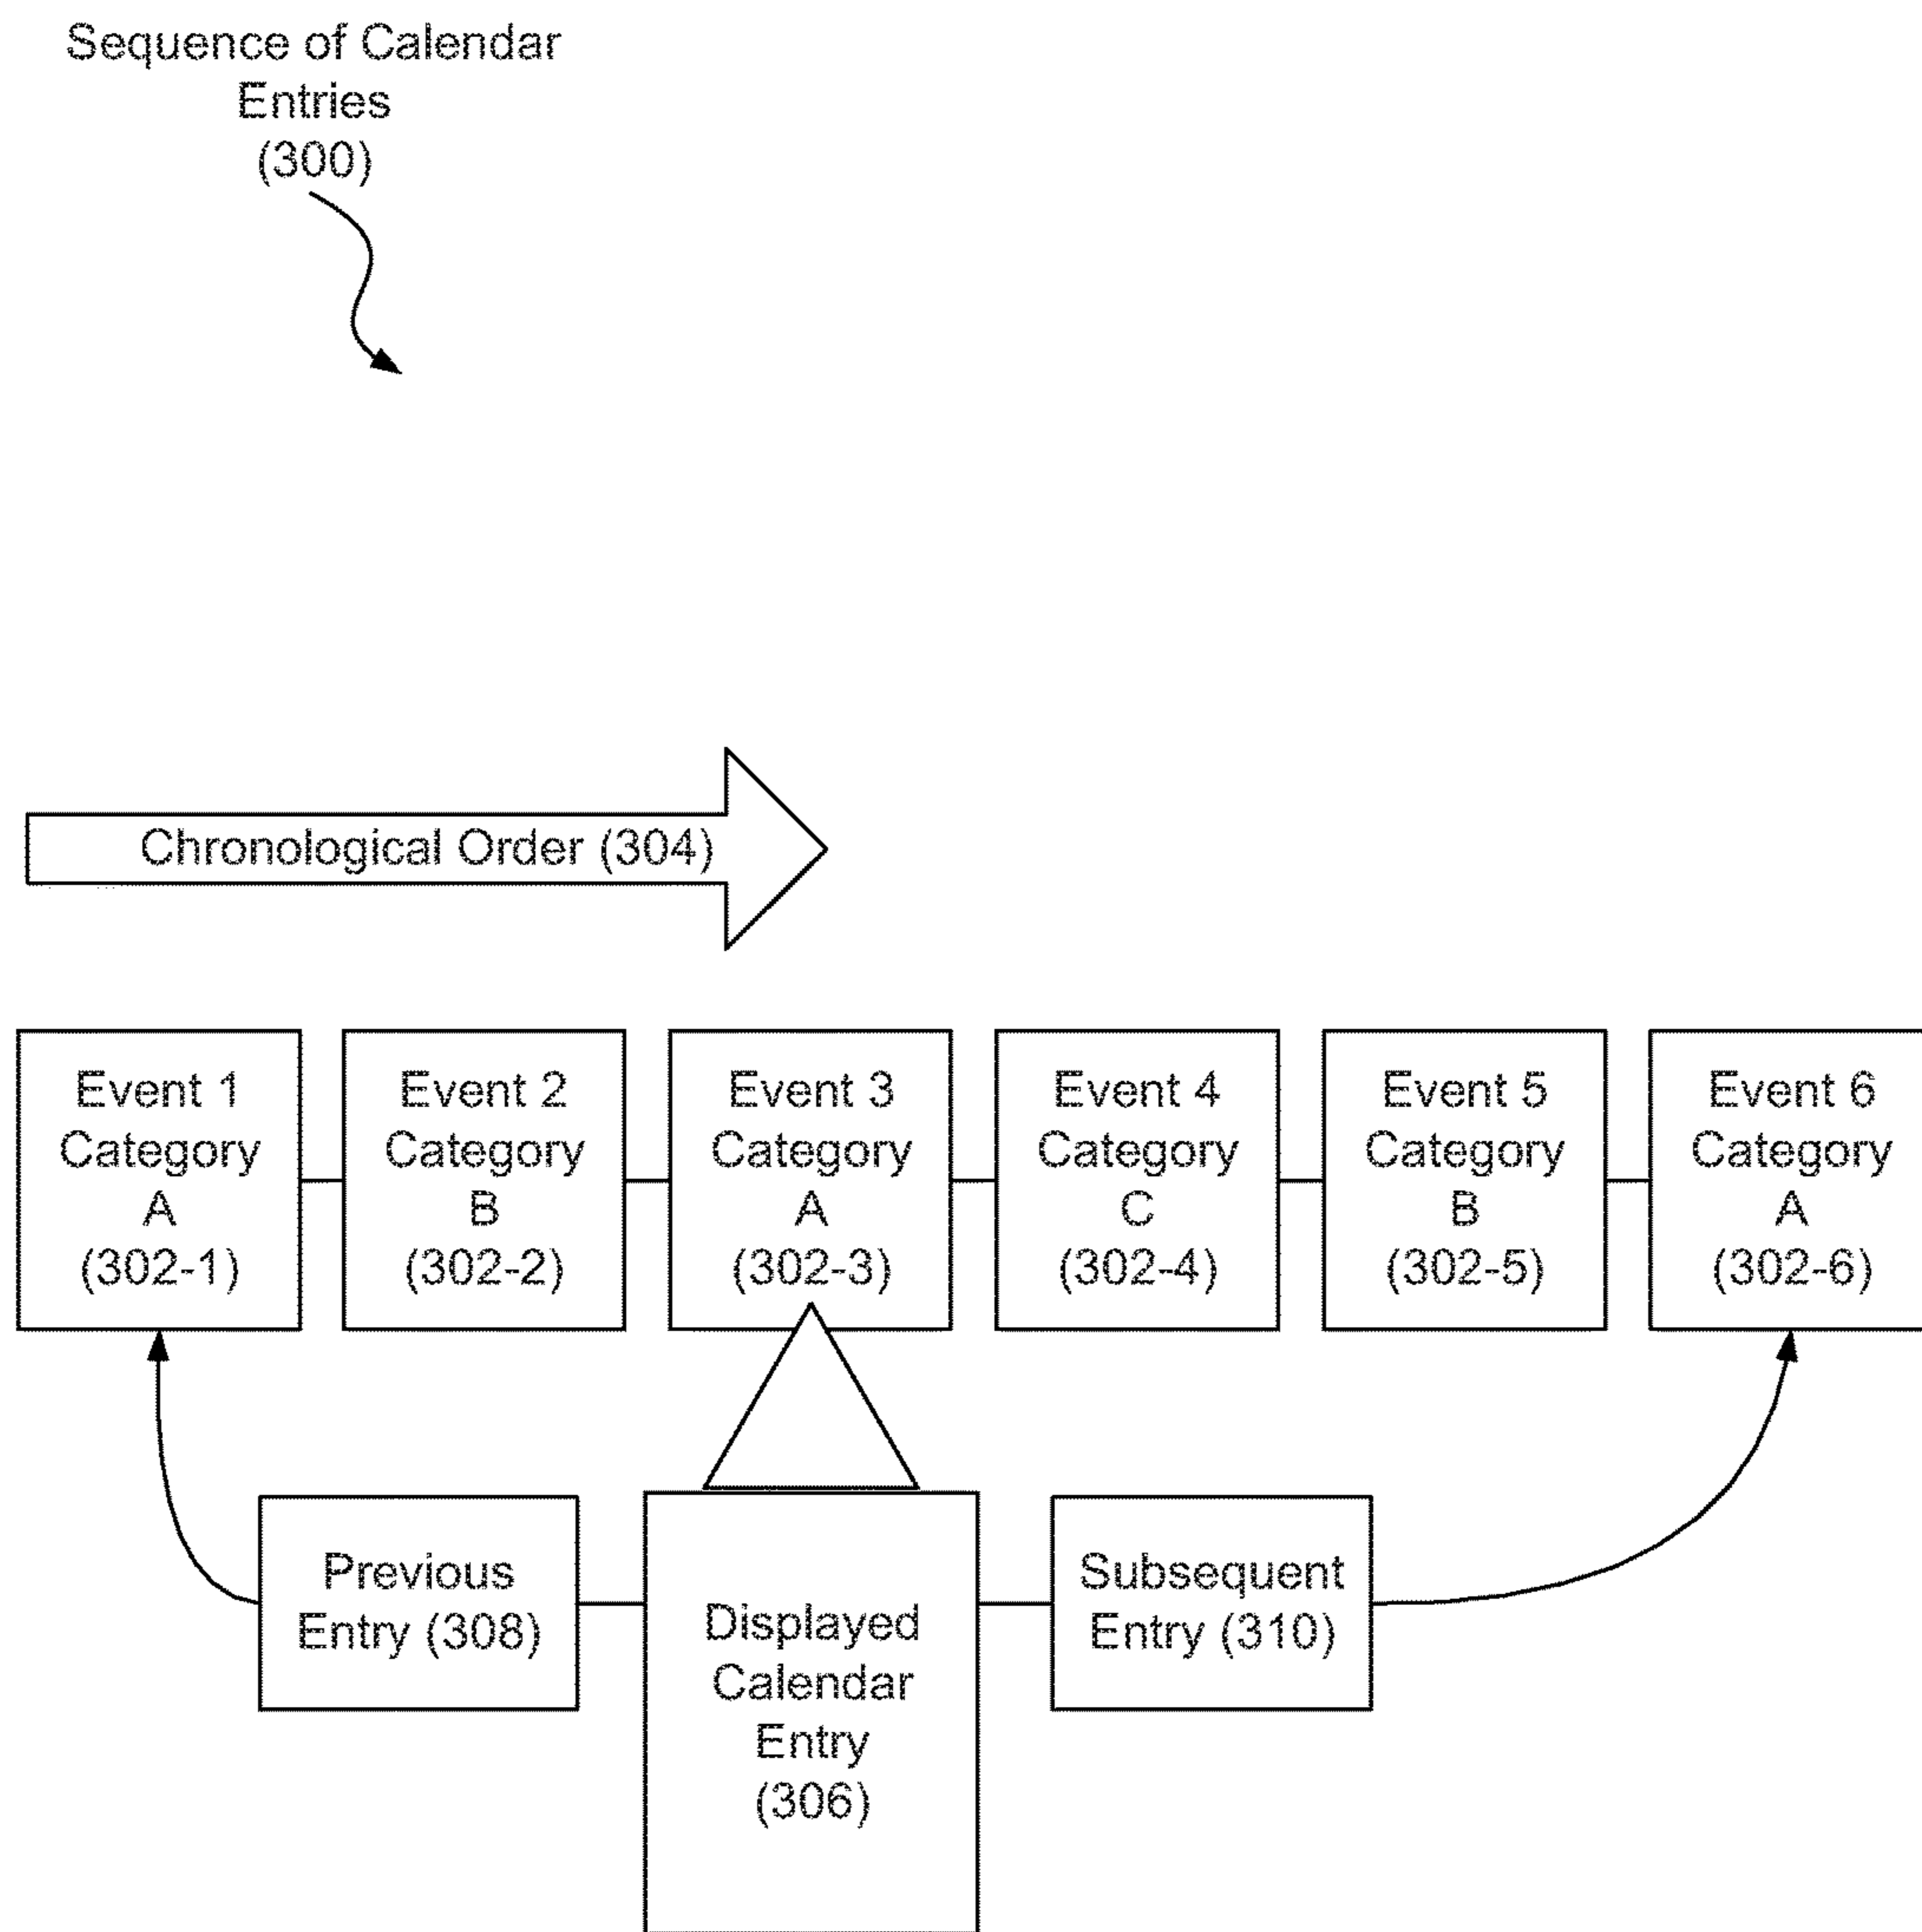 Sequence of Calendar
Entries
(300)
Chronological Order (304)
Event 1
Category
A
(302-1)
Event 2
Category
B
(302-2)
Event 3
Category
A
(302-3)
Event 4
Category
C
(302-4)
Event 5
Category
B
(302-5)
Event 6
Category
A
(302-6)
Previous
Entry (308)
Displayed
Calendar
Entry
(306)
Subsequent
Entry (310)